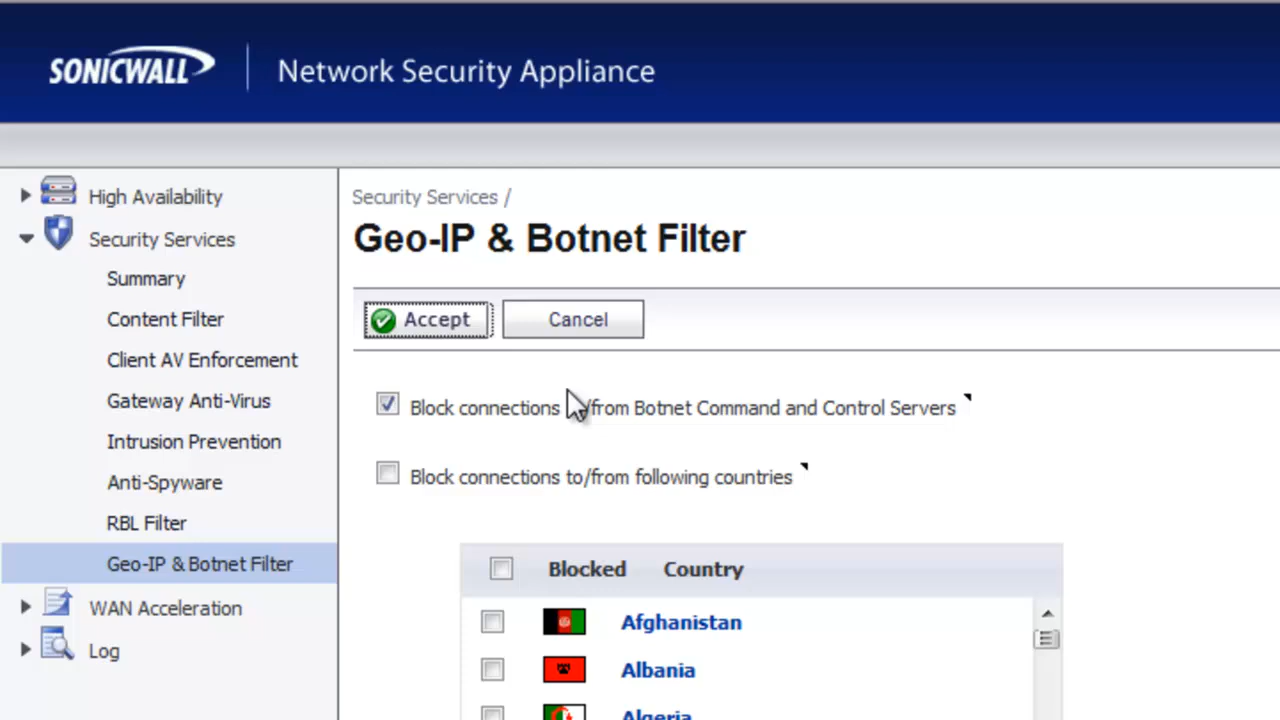 SONICWALL
Network Security Appliance
High Availability
Security Services
Summary
Content Filter
Client AV Enforcement
Gateway Anti-Virus
Intrusion Prevention
Anti-Spyware
RBL Filter
Geo-IP & Botnet Filter
WAN Acceleration
Log
Security Services /
Geo-IP & Botnet Filter
Accept
Cancel
Block connections /from Botnet Command and Control Servers
Block connections to/from following countries
Blocked Country
Afghanistan
Albania
Algeria